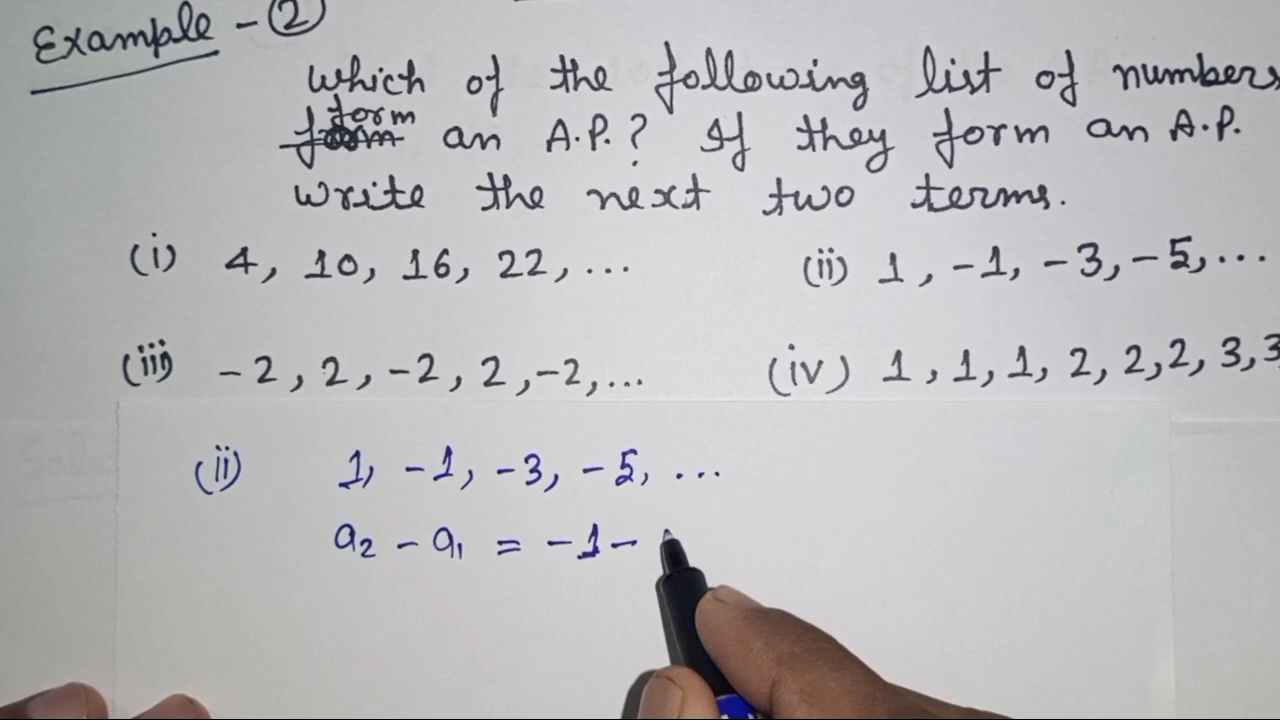 Example - ②
Which of the following list of numbers
form an A.P.? If they form an A.P.
write the next two terms.
(i) 4, 10, 16, 22, ... (ii) 1, -1, -3, -5, ...
(iii) -2, 2, -2, 2, -2, ... (iv) 1, 1, 1, 2, 2, 2, 3, 3
(ii) 1, -1, -3, -5, ...
a₂ - a₁ = -1 -